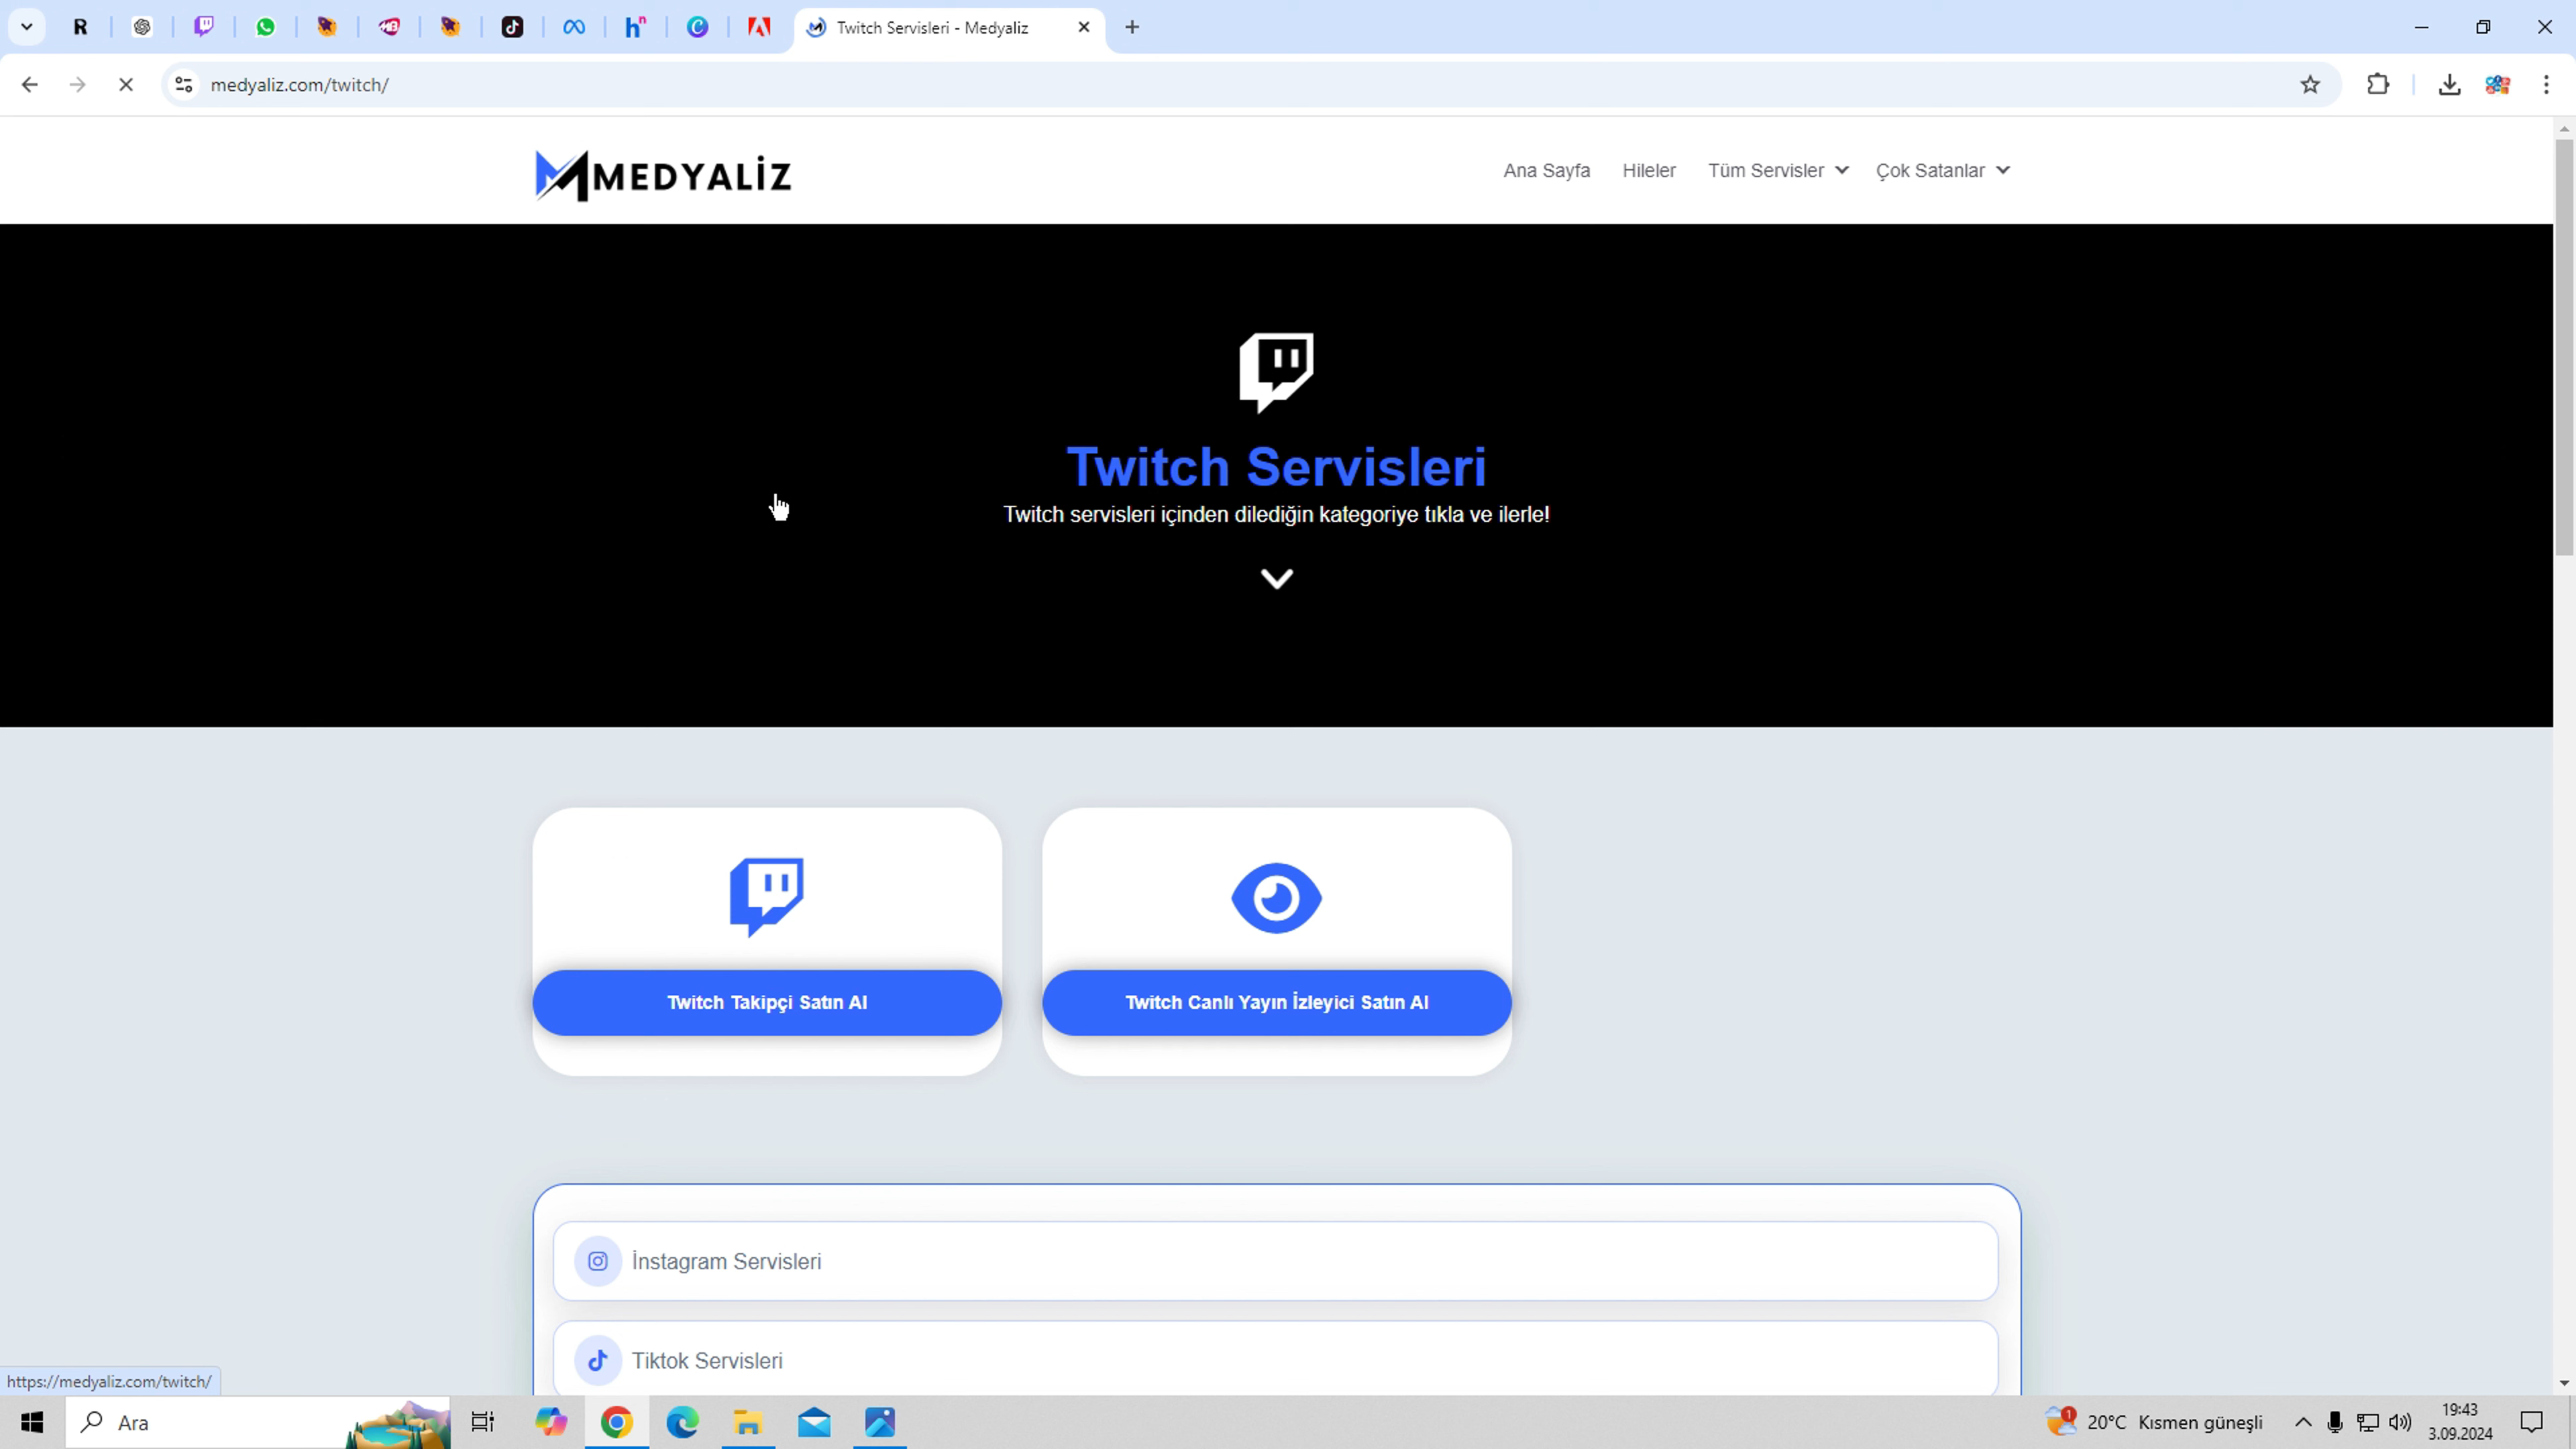 Twitch Servisleri - Medyaliz
medyaliz.com/twitch/
MEDYALİZ
Ana Sayfa
Hileler
Tüm Servisler
Çok Satanlar
Twitch Servisleri
Twitch servisleri içinden dilediğin kategoriye tıkla ve ilerle!
Twitch Takipçi Satın Al
Twitch Canlı Yayın İzleyici Satın Al
İnstagram Servisleri
Tiktok Servisleri
https://medyaliz.com/twitch/
Ara
1
20°C Kısmen güneşli
19:43
3.09.2024